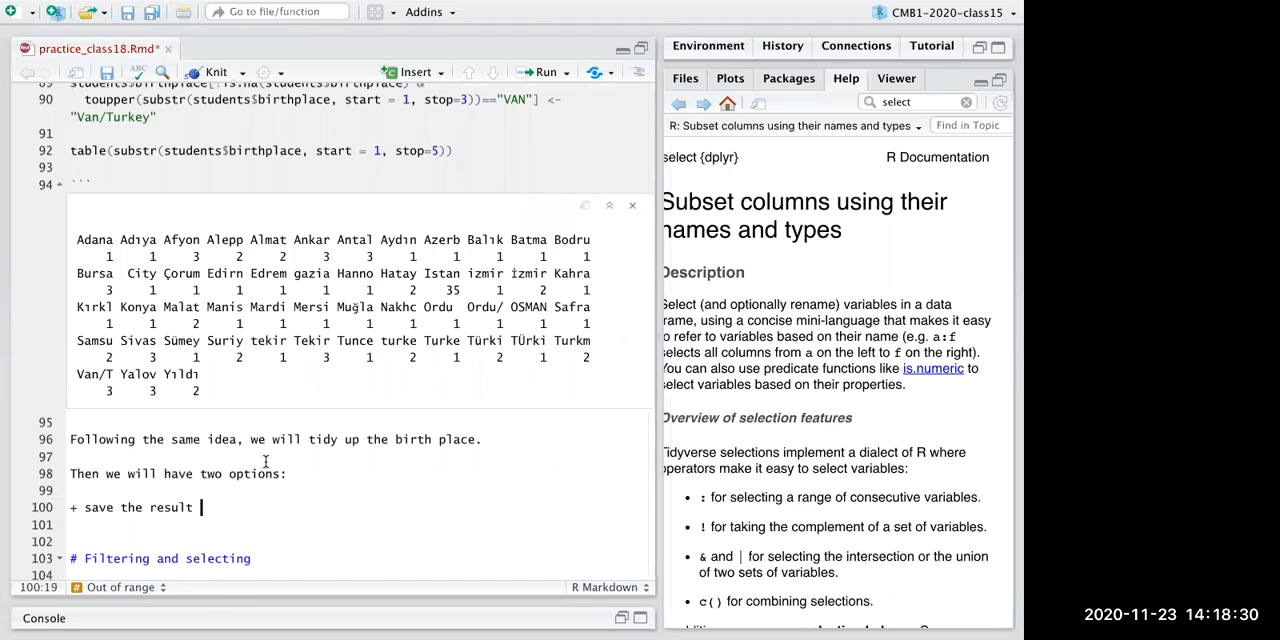 Go to file/function
Addins
CMB1-2020-class15
practice_class18.Rmd*
Environment History Connections Tutorial
ABC Knit Insert Run
Files Plots Packages Help Viewer
select
R: Subset columns using their names and types
Find in Topic
89 students$birthplace[!is.na(students$birthplace) &
90 toupper(substr(students$birthplace, start = 1, stop=3))=="VAN"] <-
"Van/Turkey"
91
92 table(substr(students$birthplace, start = 1, stop=5))
93
94 ```
Adana Adıya Afyon Alepp Almat Ankar Antal Aydın Azerb Balık Batma Bodru
1 1 3 2 2 3 3 1 1 1 1 1
Bursa City Çorum Edirn Edrem gazia Hanno Hatay Istan izmir İzmir Kahra
3 1 1 1 1 1 1 2 35 1 2 1
Kırkl Konya Malat Manis Mardi Mersi Muğla Nakhc Ordu Ordu/ OSMAN Safra
1 1 2 1 1 1 1 1 1 1 1 1
Samsu Sivas Sümey Suriy tekir Tekir Tunce turke Turke Türki TÜrki Turkm
2 3 1 2 1 3 1 2 1 2 1 2
Van/T Yalov Yıldı
3 3 2
95
96 Following the same idea, we will tidy up the birth place.
97
98 Then we will have two options:
99
100 + save the result
101
102
103 # Filtering and selecting
104
100:19 # Out of range R Markdown
Console
select {dplyr} R Documentation
Subset columns using their
names and types
Description
Select (and optionally rename) variables in a data
frame, using a concise mini-language that makes it easy
to refer to variables based on their name (e.g. a:f
selects all columns from a on the left to f on the right).
You can also use predicate functions like is.numeric to
select variables based on their properties.
Overview of selection features
Tidyverse selections implement a dialect of R where
operators make it easy to select variables:
• : for selecting a range of consecutive variables.
• ! for taking the complement of a set of variables.
• & and | for selecting the intersection or the union
of two sets of variables.
• c() for combining selections.
2020-11-23 14:18:30